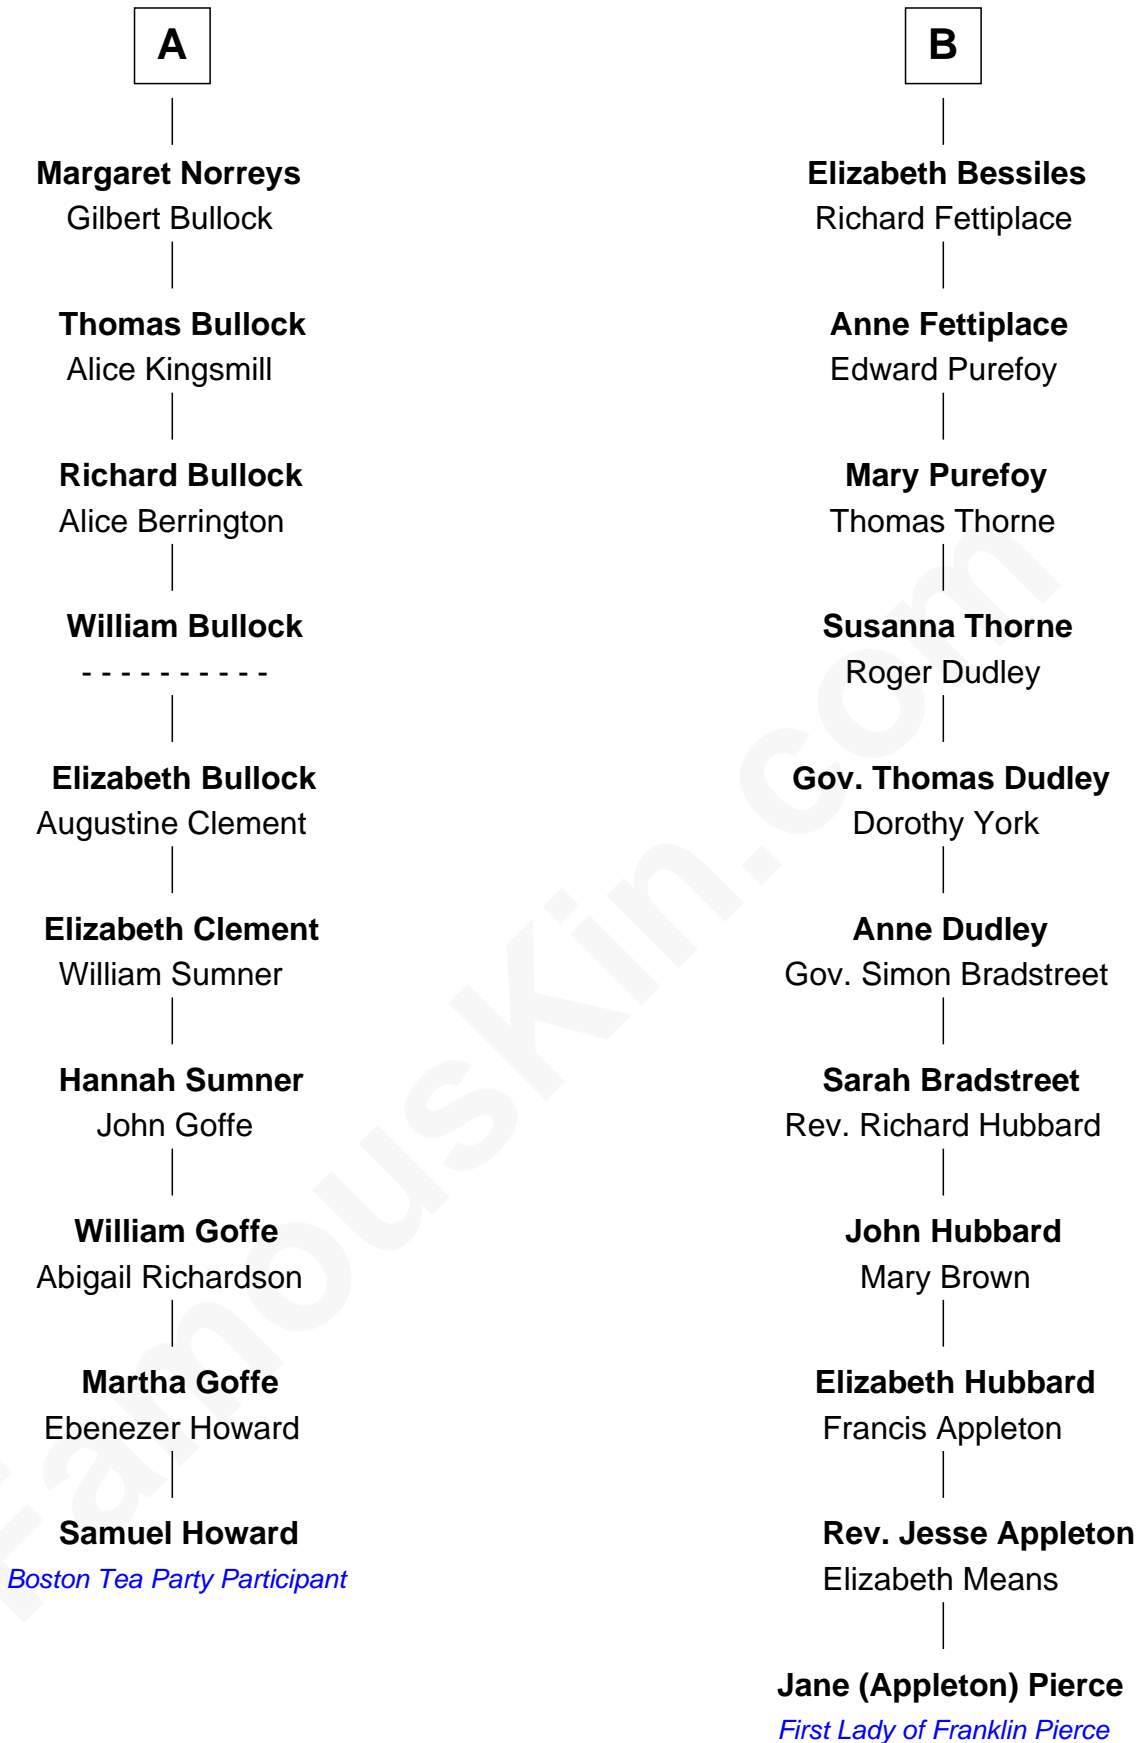 A
Margaret Norreys
Gilbert Bullock
Thomas Bullock
Alice Kingsmill
Richard Bullock
Alice Berrington
William Bullock
- - - - - - - - - -
Elizabeth Bullock
Augustine Clement
Elizabeth Clement
William Sumner
Hannah Sumner
John Goffe
William Goffe
Abigail Richardson
Martha Goffe
Ebenezer Howard
Samuel Howard
Boston Tea Party Participant
B
Elizabeth Bessiles
Richard Fettiplace
Anne Fettiplace
Edward Purefoy
Mary Purefoy
Thomas Thorne
Susanna Thorne
Roger Dudley
Gov. Thomas Dudley
Dorothy York
Anne Dudley
Gov. Simon Bradstreet
Sarah Bradstreet
Rev. Richard Hubbard
John Hubbard
Mary Brown
Elizabeth Hubbard
Francis Appleton
Rev. Jesse Appleton
Elizabeth Means
Jane (Appleton) Pierce
First Lady of Franklin Pierce
FamousKin.com